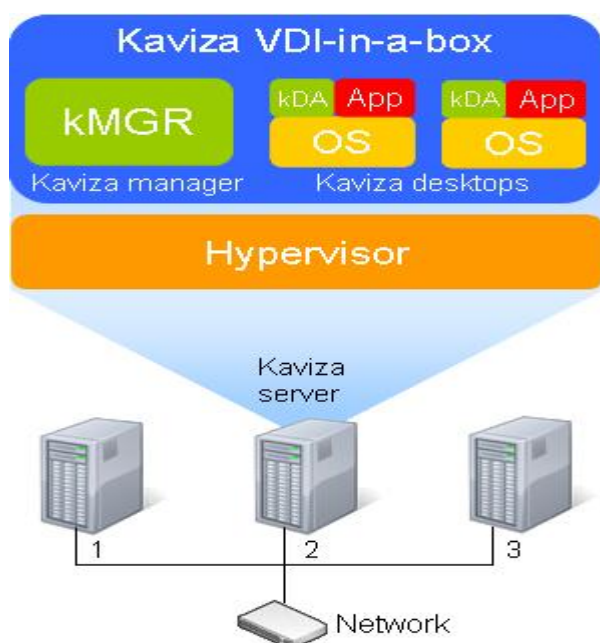 Kaviza VDI-in-a-box
kMGR
kDA App
OS
kDA App
OS
Kaviza manager
Kaviza desktops
Hypervisor
Kaviza
server
1
2
3
Network